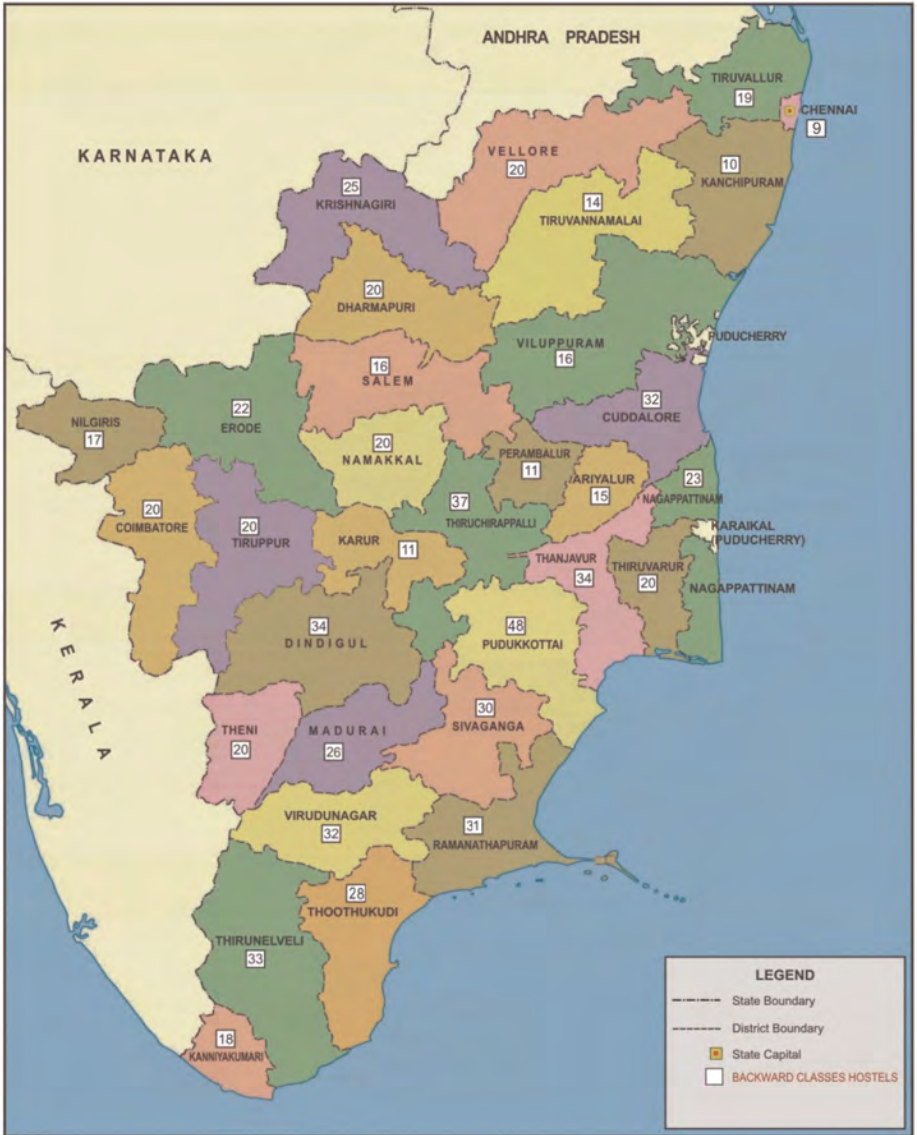 ANDHRA PRADESH
TIRUVALLUR
19
CHENNAI
9
KARNATAKA
VELLORE
20
10
KANCHIPURAM
25
KRISHNAGIRI
14
TIRUVANNAMALAI
20
DHARMAPURI
VILUPPURAM
16
PUDUCHERRY
16
SALEM
32
CUDDALORE
NILGIRIS
17
22
ERODE
20
NAMAKKAL
PERAMBALUR
11
ARIYALUR
15
23
NAGAPPATTINAM
37
THIRUCHIRAPPALLI
20
COIMBATORE
20
TIRUPPUR
KARUR
11
KARAIKAL
(PUDUCHERRY)
THANJAVUR
34
THIRUVARUR
20
NAGAPPATTINAM
34
DINDIGUL
48
PUDUKKOTTAI
KERALA
THENI
20
MADURAI
26
30
SIVAGANGA
VIRUDUNAGAR
32
31
RAMANATHAPURAM
28
THOOTHUKUDI
THIRUNELVELI
33
18
KANNIYAKUMARI
LEGEND
State Boundary
District Boundary
State Capital
BACKWARD CLASSES HOSTELS